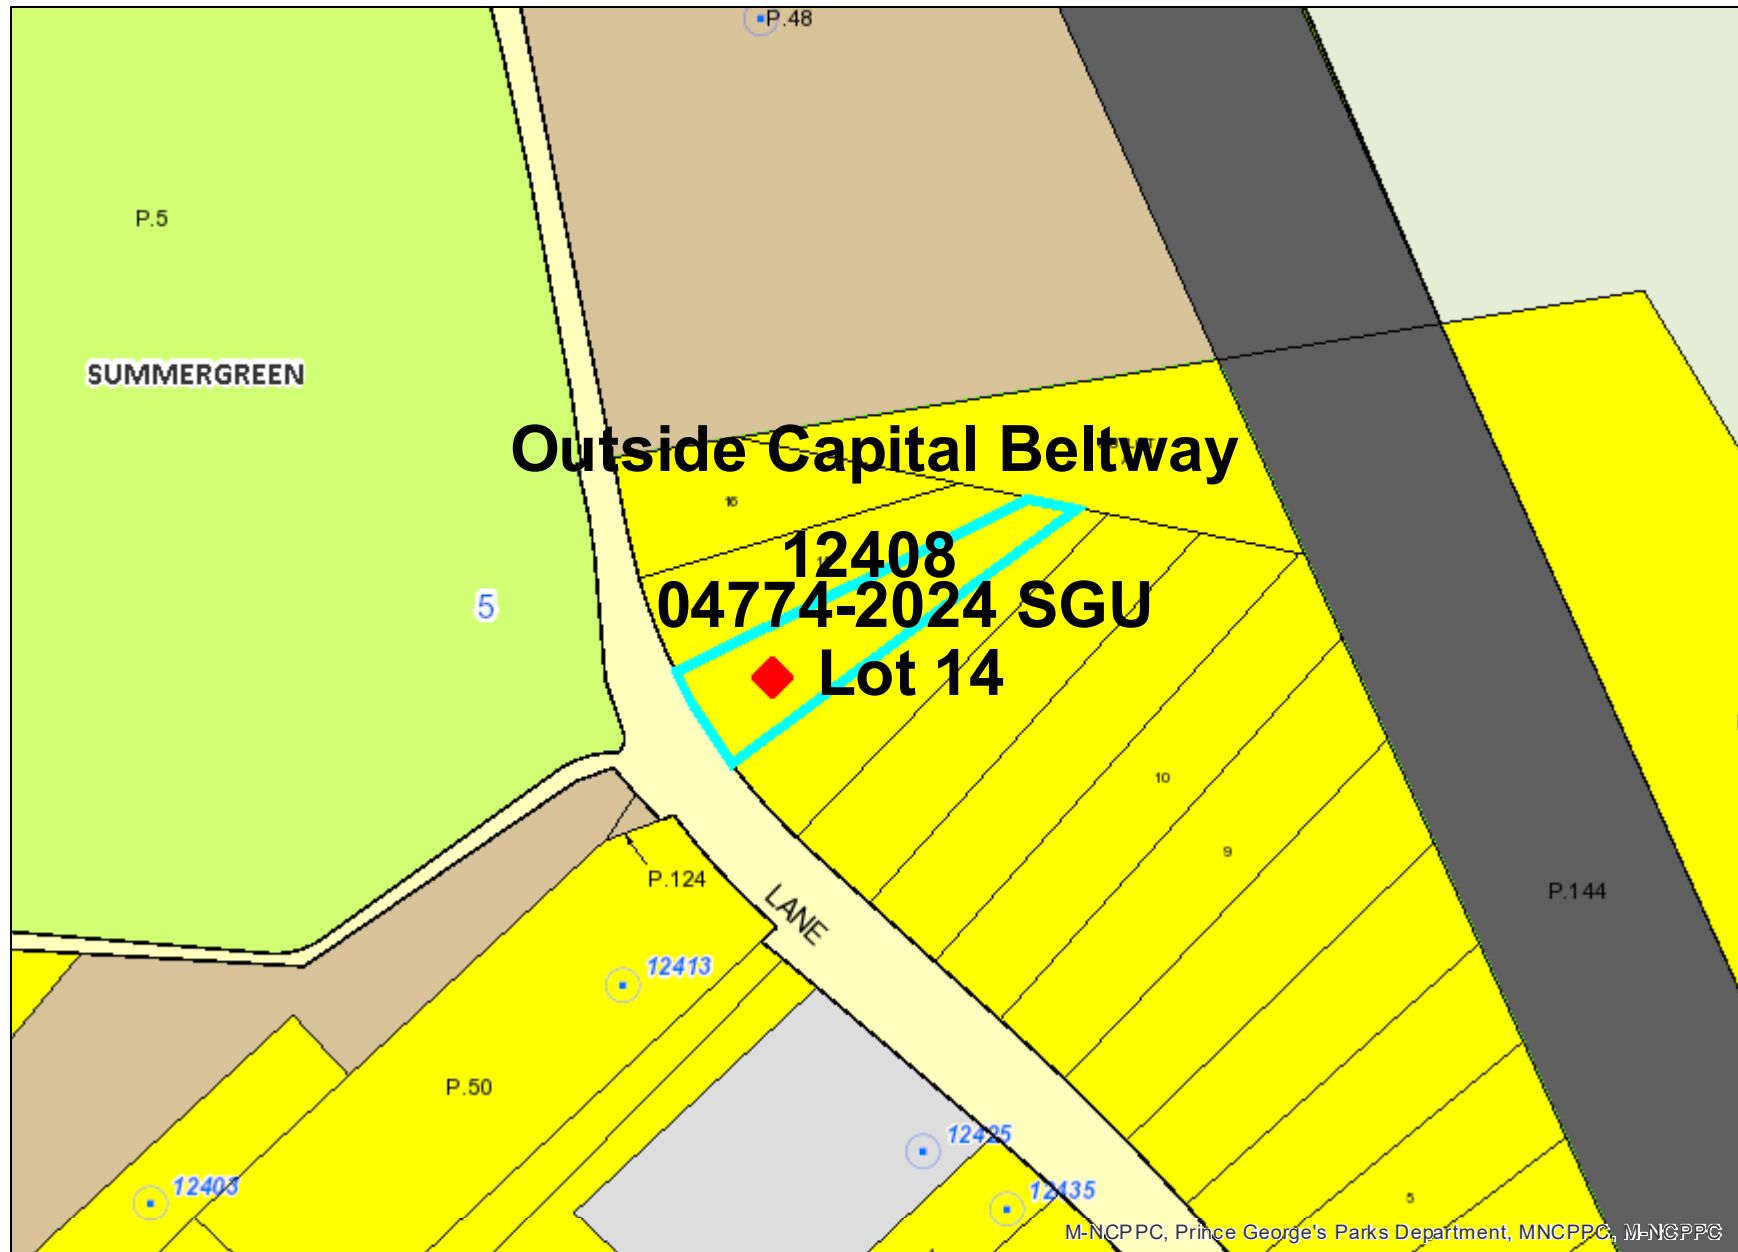 P.48
P.5
SUMMERGREEN
Outside Capital Beltway
16
12408
04774-2024 SGU
5
Lot 14
10
9
P.124
P.144
LANE
12413
P.50
12425
12403
12435
5
M-NCPPC, Prince George's Parks Department, MNCPPC, M-NCPPC